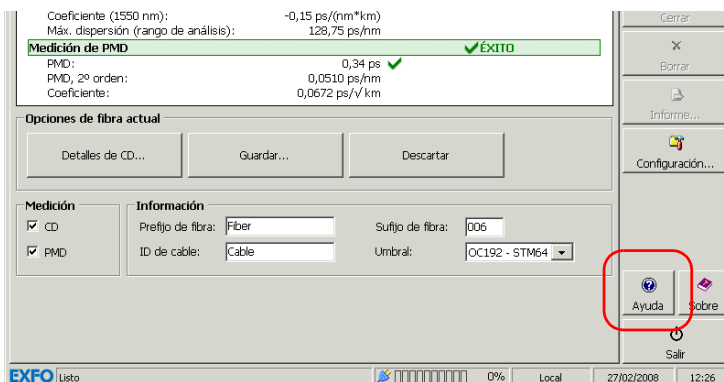 Coeficiente (1550 nm): -0,15 ps/(nm*km)
Máx. dispersión (rango de análisis): 128,75 ps/nm
Medición de PMD ÉXITO
PMD: 0,34 ps
PMD, 2º orden: 0,0510 ps/nm
Coeficiente: 0,0672 ps/√km
Opciones de fibra actual
Detalles de CD... Guardar... Descartar
Medición Información
CD Prefijo de fibra: Fiber Sufijo de fibra: 006
PMD ID de cable: Cable Umbral: OC192 - STM64
Cerrar
Borrar
Informe...
Configuración...
Ayuda Sobre
Salir
EXFO Listo 0% Local 27/02/2008 12:26